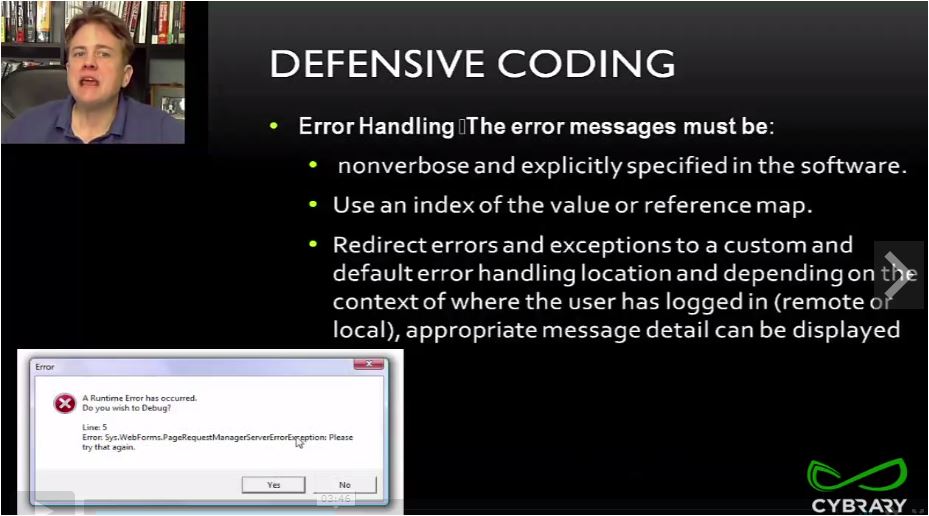 DEFENSIVE CODING
Error Handling The error messages must be:
nonverbose and explicitly specified in the software.
Use an index of the value or reference map.
Redirect errors and exceptions to a custom and
default error handling location and depending on the
context of where the user has logged in (remote or
local), appropriate message detail can be displayed
Error
A Runtime Error has occurred.
Do you wish to Debug?
Line: 5
Error: Sys.WebForms.PageRequestManagerServerErrorException: Please
try that again.
Yes
No
03:46
CYBRARY